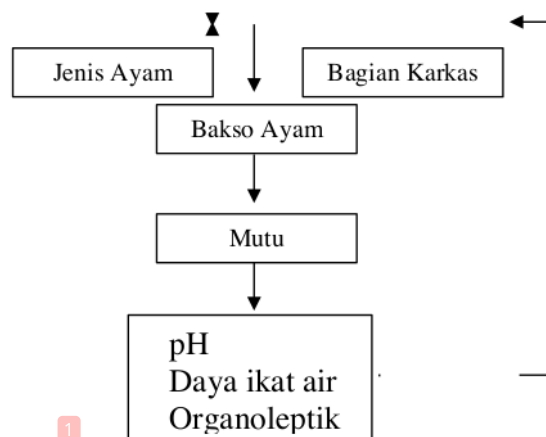 Jenis Ayam
Bagian Karkas
Bakso Ayam
Mutu
pH
Daya ikat air
Organoleptik
1